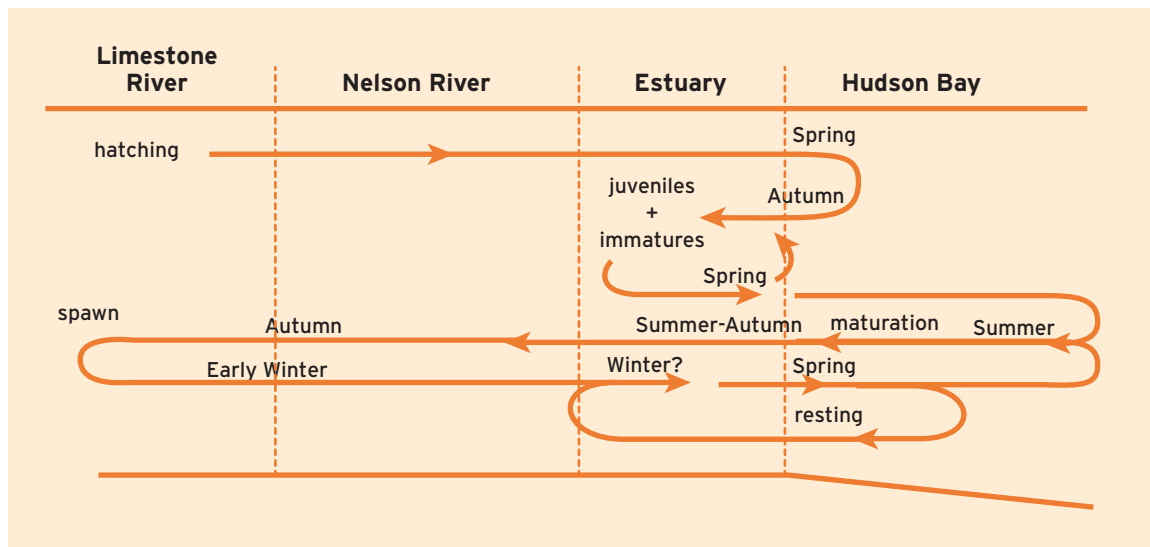 Limestone
River
Nelson River
Estuary
Hudson Bay
hatching
Spring
juveniles
+
immatures
Autumn
Spring
spawn
Autumn
Summer-Autumn
maturation
Summer
Early Winter
Winter?
Spring
resting